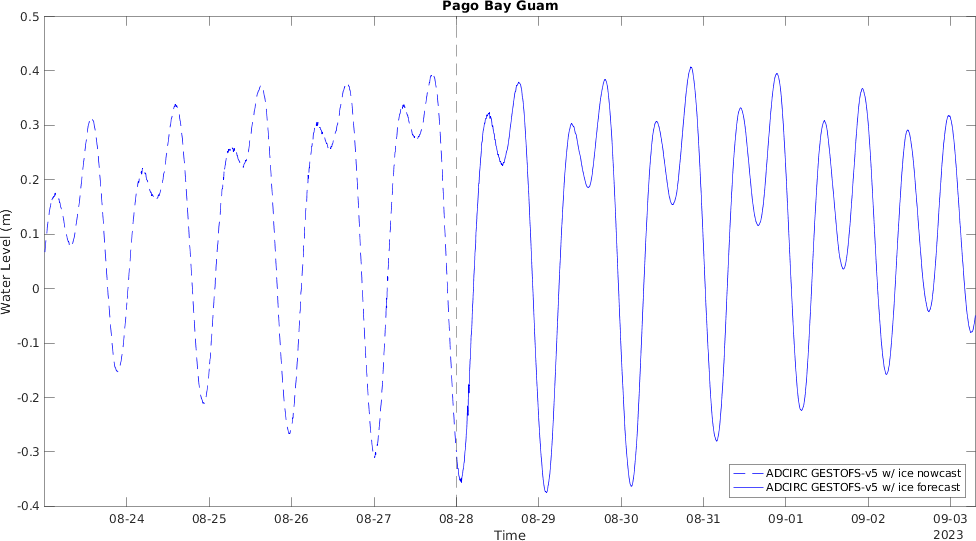 Pago Bay Guam
Water Level (m)
0.5
0.4
0.3
0.2
0.1
0
-0.1
-0.2
-0.3
-0.4
ADCIRC GESTOFS-v5 w/ ice nowcast
ADCIRC GESTOFS-v5 w/ ice forecast
08-24 08-25 08-26 08-27 08-28 08-29 08-30 08-31 09-01 09-02 09-03
2023
Time